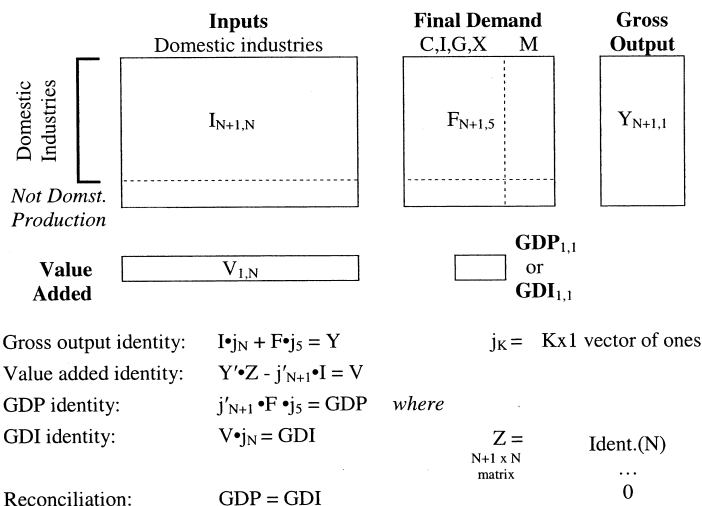 Inputs
Domestic industries
Final Demand
C,I,G,X M
Gross
Output
Domestic
Industries
I_{N+1,N}
F_{N+1,5}
Y_{N+1,1}
Not Domst.
Production
Value
Added
V_{1,N}
GDP_{1,1}
or
GDI_{1,1}
Gross output identity: I•j_N + F•j_5 = Y j_K = Kx1 vector of ones
Value added identity: Y′•Z - j′_{N+1}•I = V
GDP identity: j′_{N+1} •F •j_5 = GDP where
GDI identity: V•j_N = GDI Z = Ident.(N)
N+1 x N
matrix
...
0
Reconciliation: GDP = GDI